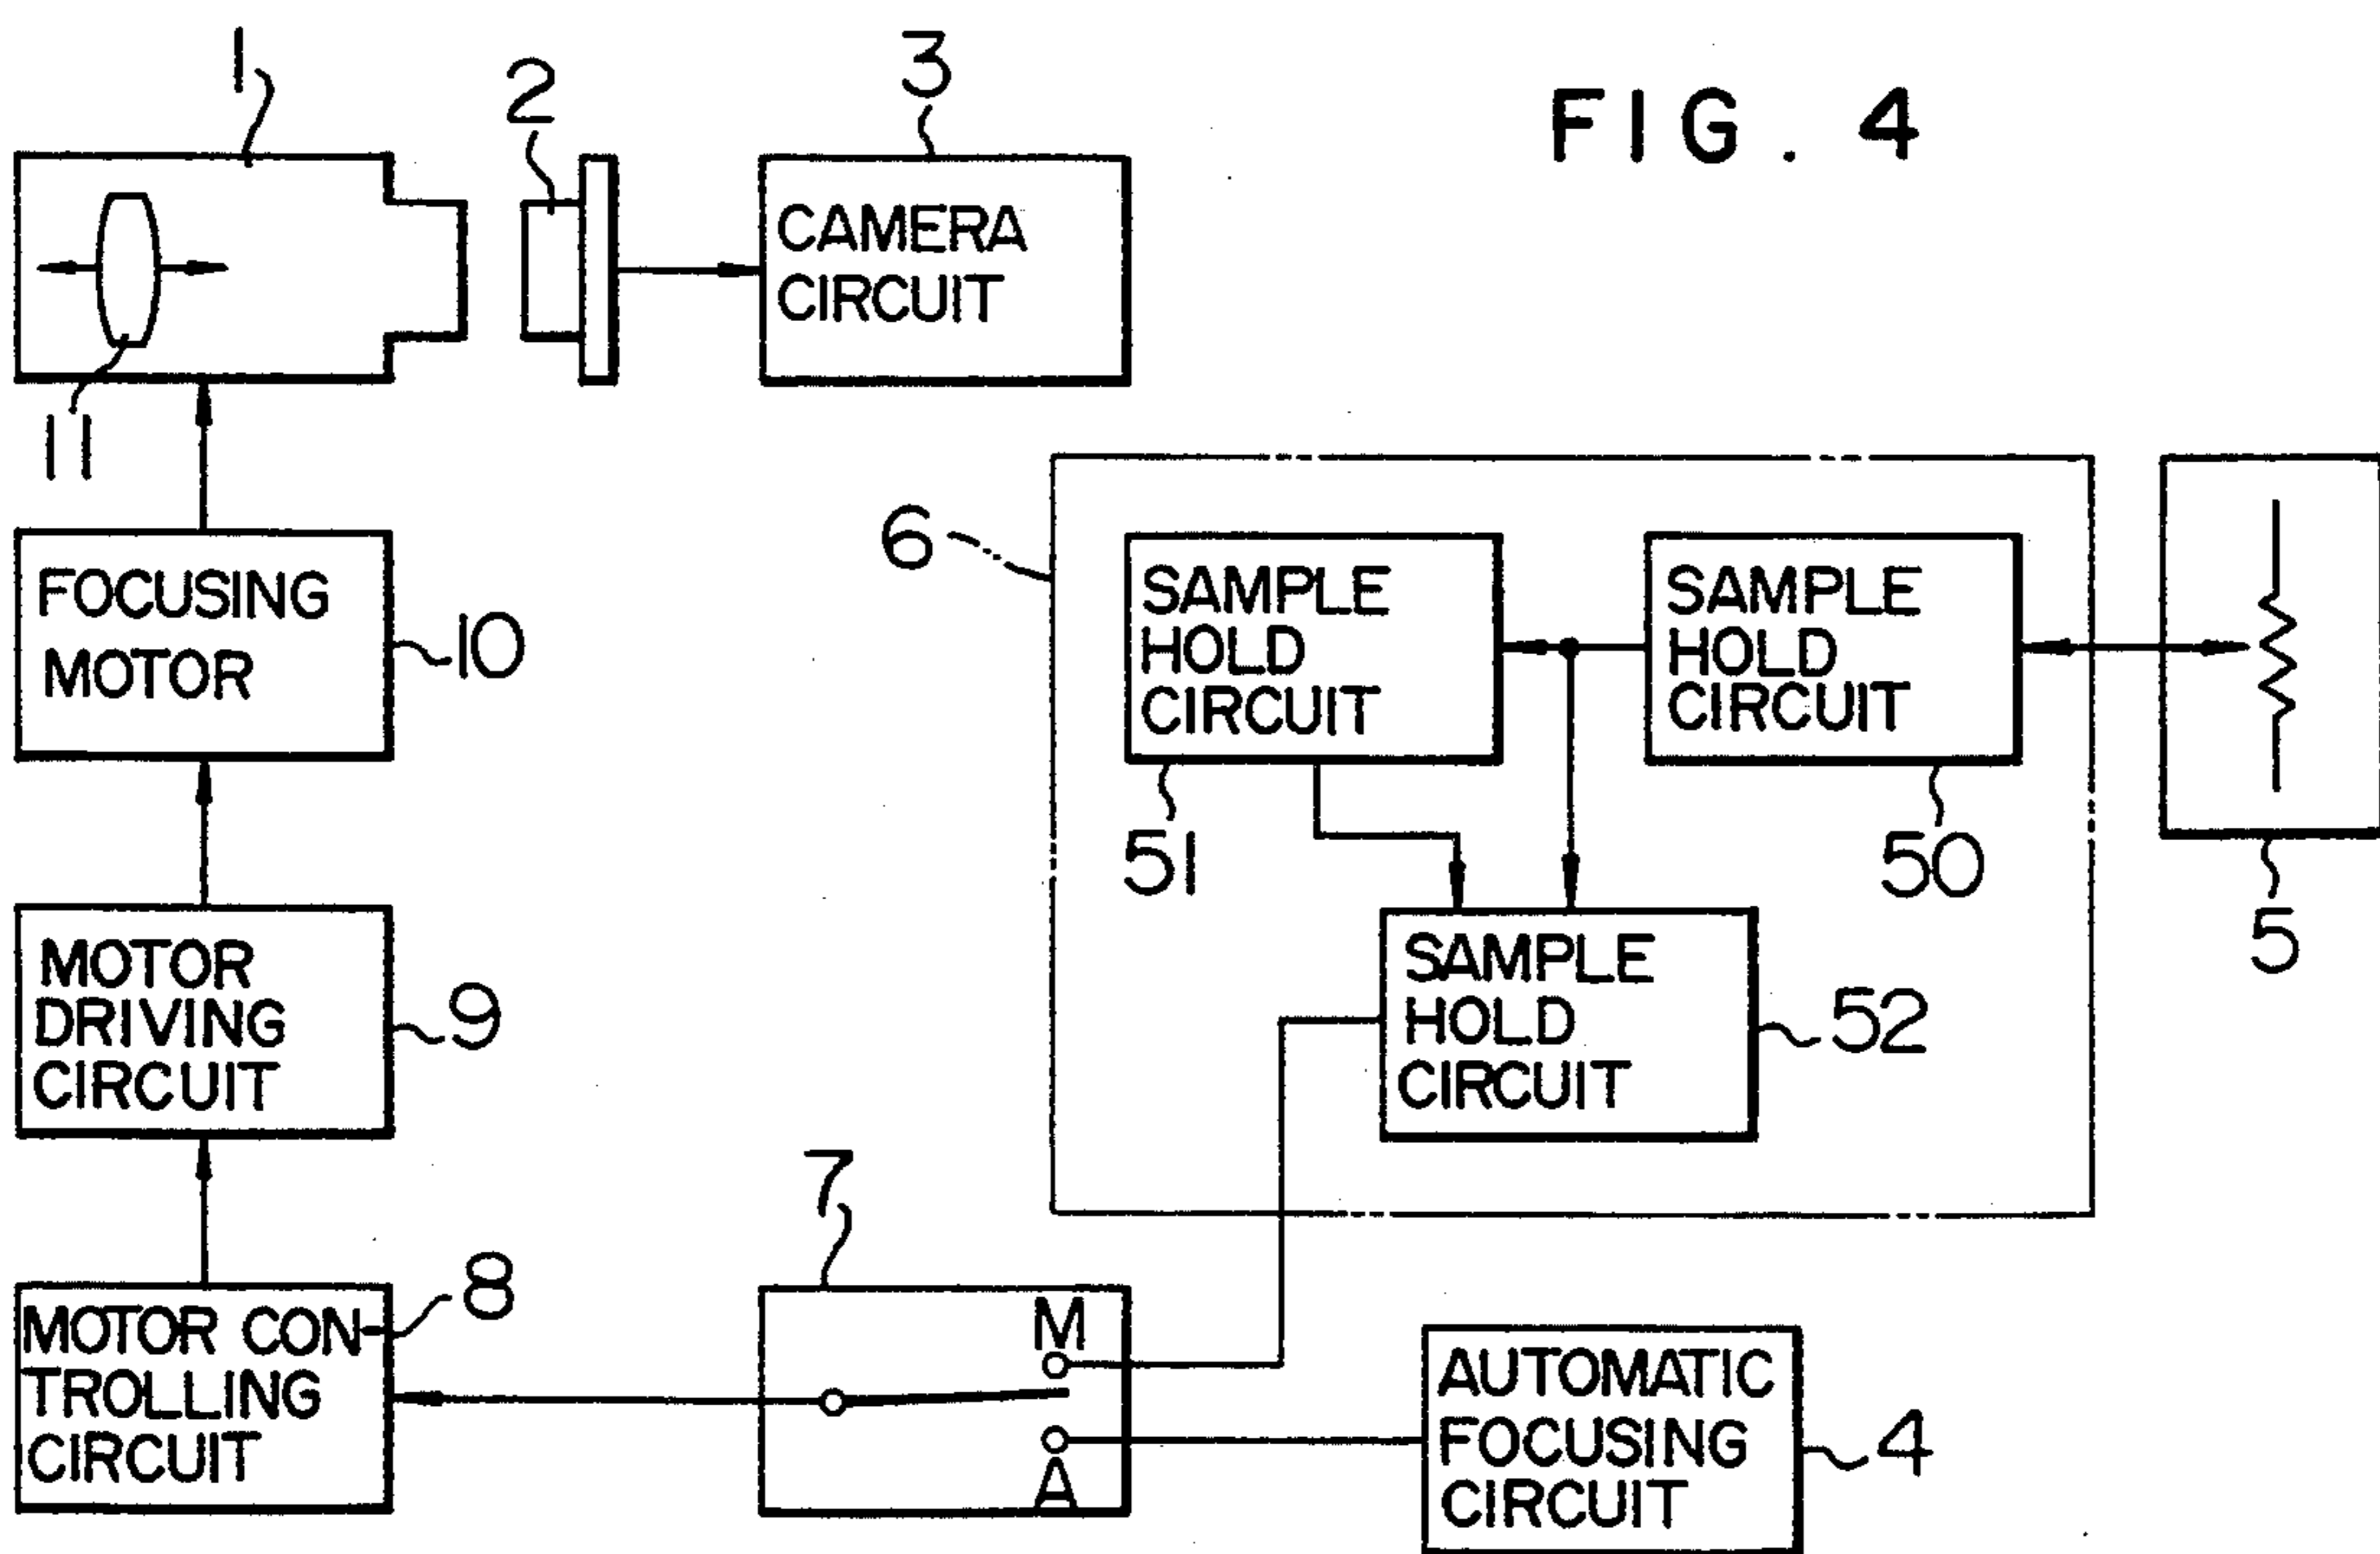 FIG. 4
1
2
3
CAMERA
CIRCUIT
11
FOCUSING
MOTOR
10
6
SAMPLE
HOLD
CIRCUIT
51
SAMPLE
HOLD
CIRCUIT
50
5
SAMPLE
HOLD
CIRCUIT
52
MOTOR
DRIVING
CIRCUIT
9
MOTOR CON-
TROLLING
CIRCUIT
8
7
M
A
AUTOMATIC
FOCUSING
CIRCUIT
4